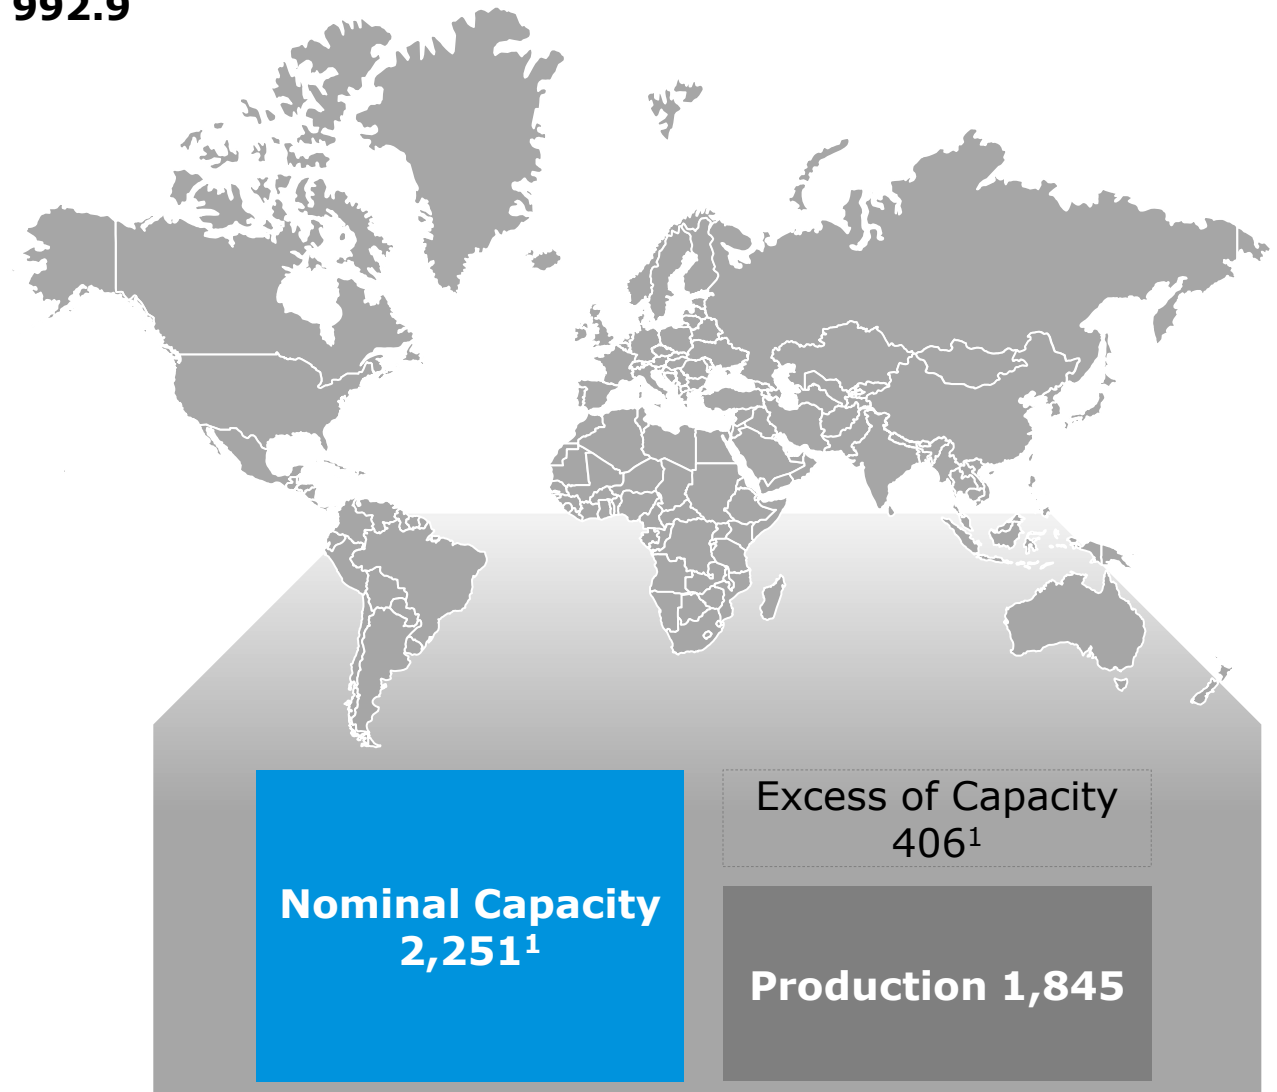 992.9
Excess of Capacity
406¹
Nominal Capacity
2,251¹
Production 1,845